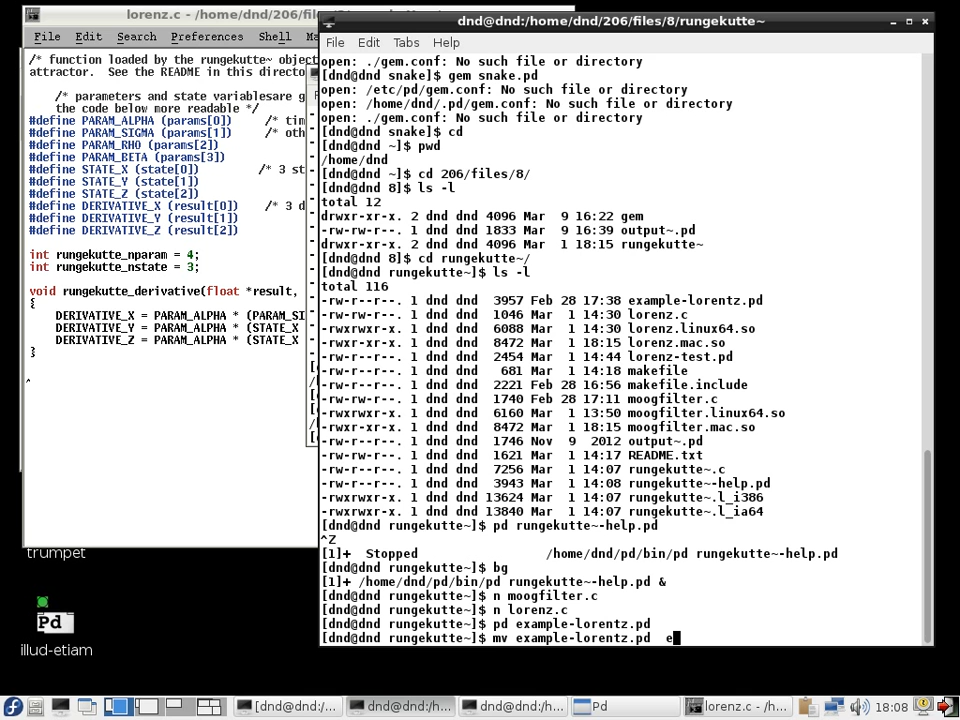 lorenz.c - /home/dnd/206/files/
File Edit Search Preferences Shell Ma
/* function loaded by the rungekutte~ object
attractor. See the README in this directo
/* parameters and state variablesare g
the code below more readable */
#define PARAM_ALPHA (params[0]) /* tim
#define PARAM_SIGMA (params[1]) /* oth
#define PARAM_RHO (params[2])
#define PARAM_BETA (params[3])
#define STATE_X (state[0]) /* 3 st
#define STATE_Y (state[1])
#define STATE_Z (state[2])
#define DERIVATIVE_X (result[0]) /* 3 d
#define DERIVATIVE_Y (result[1])
#define DERIVATIVE_Z (result[2])
int rungekutte_nparam = 4;
int rungekutte_nstate = 3;
void rungekutte_derivative(float *result,
{
DERIVATIVE_X = PARAM_ALPHA * (PARAM_SI
DERIVATIVE_Y = PARAM_ALPHA * (STATE_X
DERIVATIVE_Z = PARAM_ALPHA * (STATE_X
}
^
trumpet
Pd
illud-etiam
dnd@dnd:/home/dnd/206/files/8/rungekutte~
File Edit Tabs Help
open: ./gem.conf: No such file or directory
[dnd@dnd snake]$ gem snake.pd
open: /etc/pd/gem.conf: No such file or directory
open: /home/dnd/.pd/gem.conf: No such file or directory
open: ./gem.conf: No such file or directory
[dnd@dnd snake]$ cd
[dnd@dnd ~]$ pwd
/home/dnd
[dnd@dnd ~]$ cd 206/files/8/
[dnd@dnd 8]$ ls -l
total 12
drwxr-xr-x. 2 dnd dnd 4096 Mar 9 16:22 gem
-rw-rw-r--. 1 dnd dnd 1833 Mar 9 16:39 output~.pd
drwxr-xr-x. 2 dnd dnd 4096 Mar 1 18:15 rungekutte~
[dnd@dnd 8]$ cd rungekutte~/
[dnd@dnd rungekutte~]$ ls -l
total 116
-rw-r--r--. 1 dnd dnd 3957 Feb 28 17:38 example-lorentz.pd
-rw-r--r--. 1 dnd dnd 1046 Mar 1 14:30 lorenz.c
-rwxrwxr-x. 1 dnd dnd 6088 Mar 1 14:30 lorenz.linux64.so
-rwxr-xr-x. 1 dnd dnd 8472 Mar 1 18:15 lorenz.mac.so
-rw-rw-r--. 1 dnd dnd 2454 Mar 1 14:44 lorenz-test.pd
-rw-r--r--. 1 dnd dnd 681 Mar 1 14:18 makefile
-rw-rw-r--. 1 dnd dnd 2221 Feb 28 16:56 makefile.include
-rw-rw-r--. 1 dnd dnd 1740 Feb 28 17:11 moogfilter.c
-rwxrwxr-x. 1 dnd dnd 6160 Mar 1 13:50 moogfilter.linux64.so
-rwxr-xr-x. 1 dnd dnd 8472 Mar 1 18:15 moogfilter.mac.so
-rw-r--r--. 1 dnd dnd 1746 Nov 9 2012 output~.pd
-rw-r--r--. 1 dnd dnd 1621 Mar 1 14:17 README.txt
-rw-rw-r--. 1 dnd dnd 7256 Mar 1 14:07 rungekutte~.c
-rw-rw-r--. 1 dnd dnd 3943 Mar 1 14:08 rungekutte~-help.pd
-rwxrwxr-x. 1 dnd dnd 13624 Mar 1 14:07 rungekutte~.l_i386
-rwxrwxr-x. 1 dnd dnd 13840 Mar 1 14:07 rungekutte~.l_ia64
[dnd@dnd rungekutte~]$ pd rungekutte~-help.pd
^Z
[1]+ Stopped /home/dnd/pd/bin/pd rungekutte~-help.pd
[dnd@dnd rungekutte~]$ bg
[1]+ /home/dnd/pd/bin/pd rungekutte~-help.pd &
[dnd@dnd rungekutte~]$ n moogfilter.c
[dnd@dnd rungekutte~]$ n lorenz.c
[dnd@dnd rungekutte~]$ pd example-lorentz.pd
[dnd@dnd rungekutte~]$ mv example-lorentz.pd e
[dnd@dnd:/... dnd@dnd:/h... dnd@dnd:/h... Pd lorenz.c - /h... 18:08